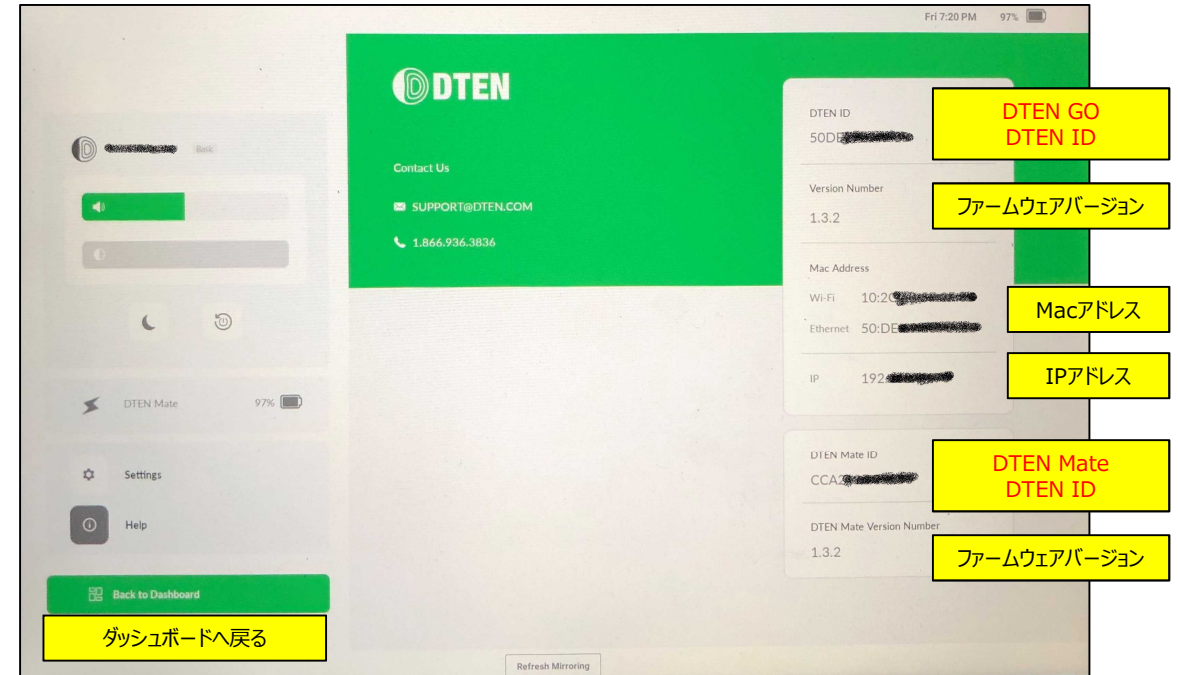 Fri 7:20 PM 97%
DTEN
Basic
Contact Us
SUPPORT@DTEN.COM
1.866.936.3836
DTEN Mate 97%
Settings
Help
Back to Dashboard
ダッシュボードへ戻る
DTEN ID
50DE
DTEN GO
DTEN ID
Version Number
1.3.2
ファームウェアバージョン
Mac Address
Wi-Fi 10:2C
Ethernet 50:DE
Macアドレス
IP 192.
IPアドレス
DTEN Mate ID
CCA2
DTEN Mate
DTEN ID
DTEN Mate Version Number
1.3.2
ファームウェアバージョン
Refresh Mirroring